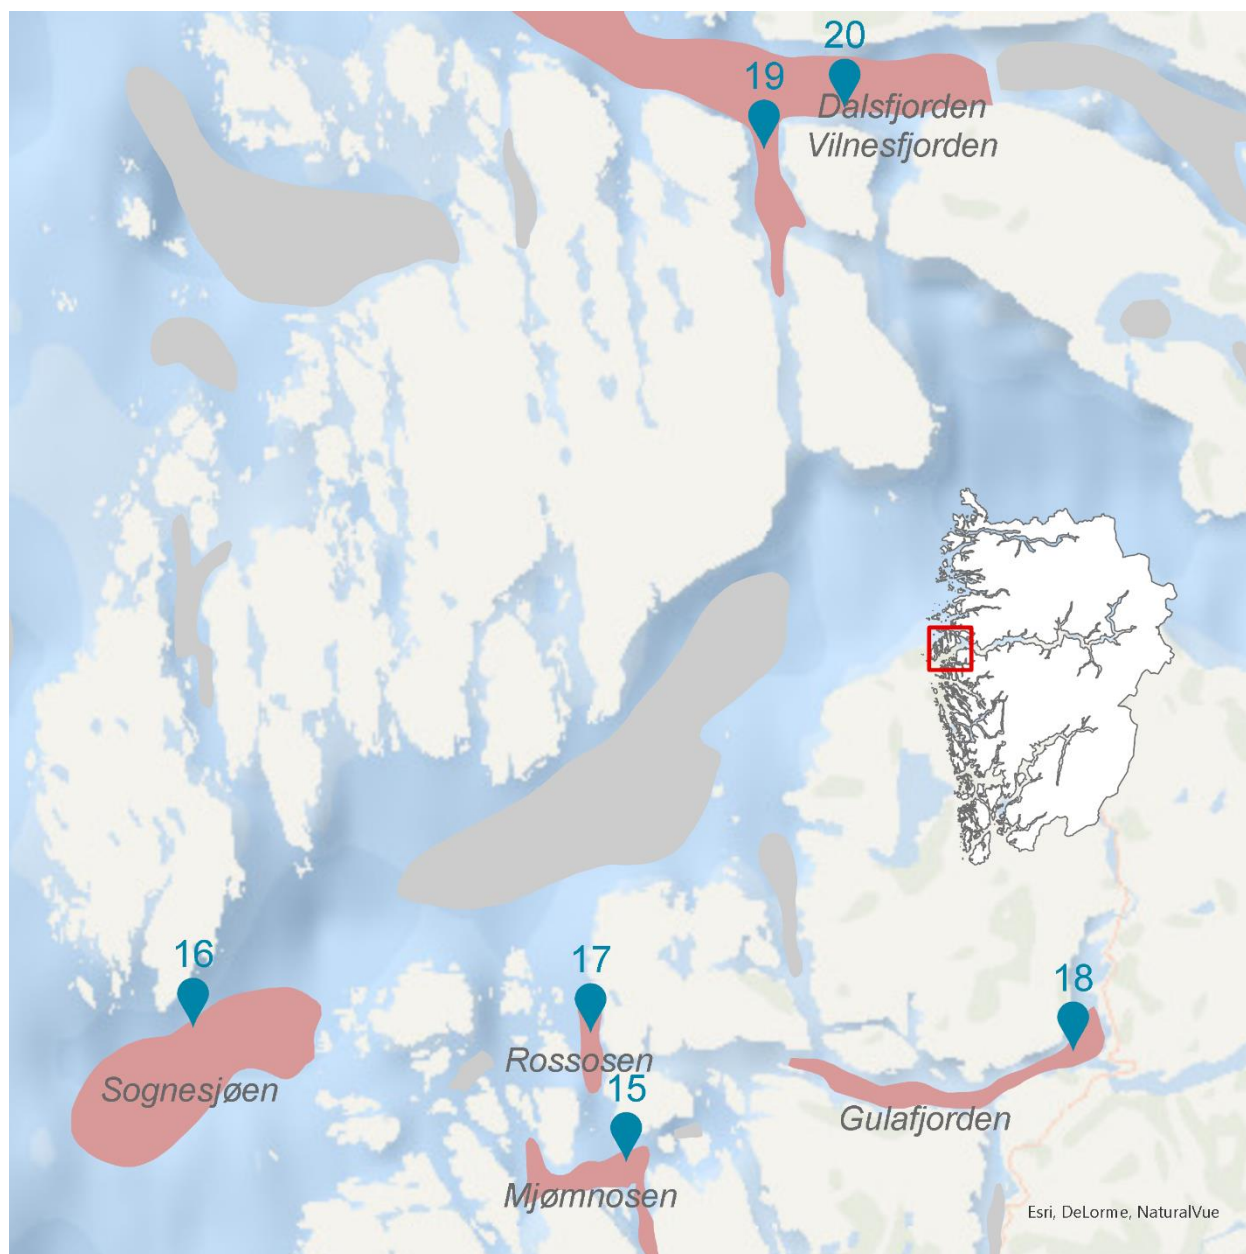 20
19
Dalsfjorden
Vilnesfjorden
16
17
18
Rossosen
Sognesjøen
15
Gulafjorden
Mjømnosen
Esri, DeLorme, NaturalVue